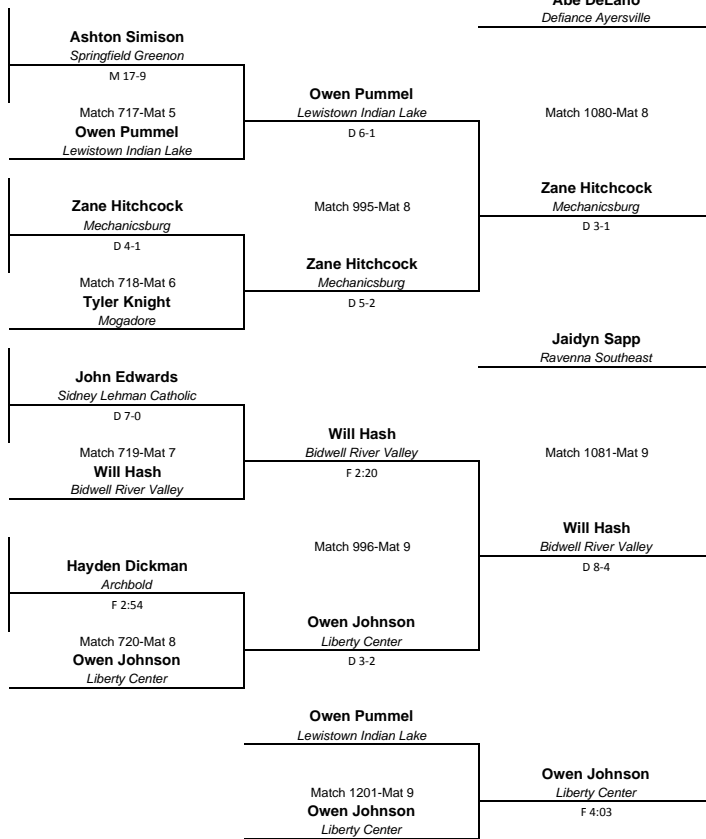 Abe DeLano
Defiance Ayersville
Ashton Simison
Springfield Greenon
M 17-9
Match 717-Mat 5
Owen Pummel
Lewistown Indian Lake
Owen Pummel
Lewistown Indian Lake
D 6-1
Match 1080-Mat 8
Zane Hitchcock
Mechanicsburg
D 4-1
Match 718-Mat 6
Tyler Knight
Mogadore
Match 995-Mat 8
Zane Hitchcock
Mechanicsburg
D 5-2
Zane Hitchcock
Mechanicsburg
D 3-1
Jaidyn Sapp
Ravenna Southeast
John Edwards
Sidney Lehman Catholic
D 7-0
Match 719-Mat 7
Will Hash
Bidwell River Valley
Will Hash
Bidwell River Valley
F 2:20
Match 1081-Mat 9
Hayden Dickman
Archbold
F 2:54
Match 720-Mat 8
Owen Johnson
Liberty Center
Match 996-Mat 9
Owen Johnson
Liberty Center
D 3-2
Will Hash
Bidwell River Valley
D 8-4
Owen Pummel
Lewistown Indian Lake
Match 1201-Mat 9
Owen Johnson
Liberty Center
Owen Johnson
Liberty Center
F 4:03